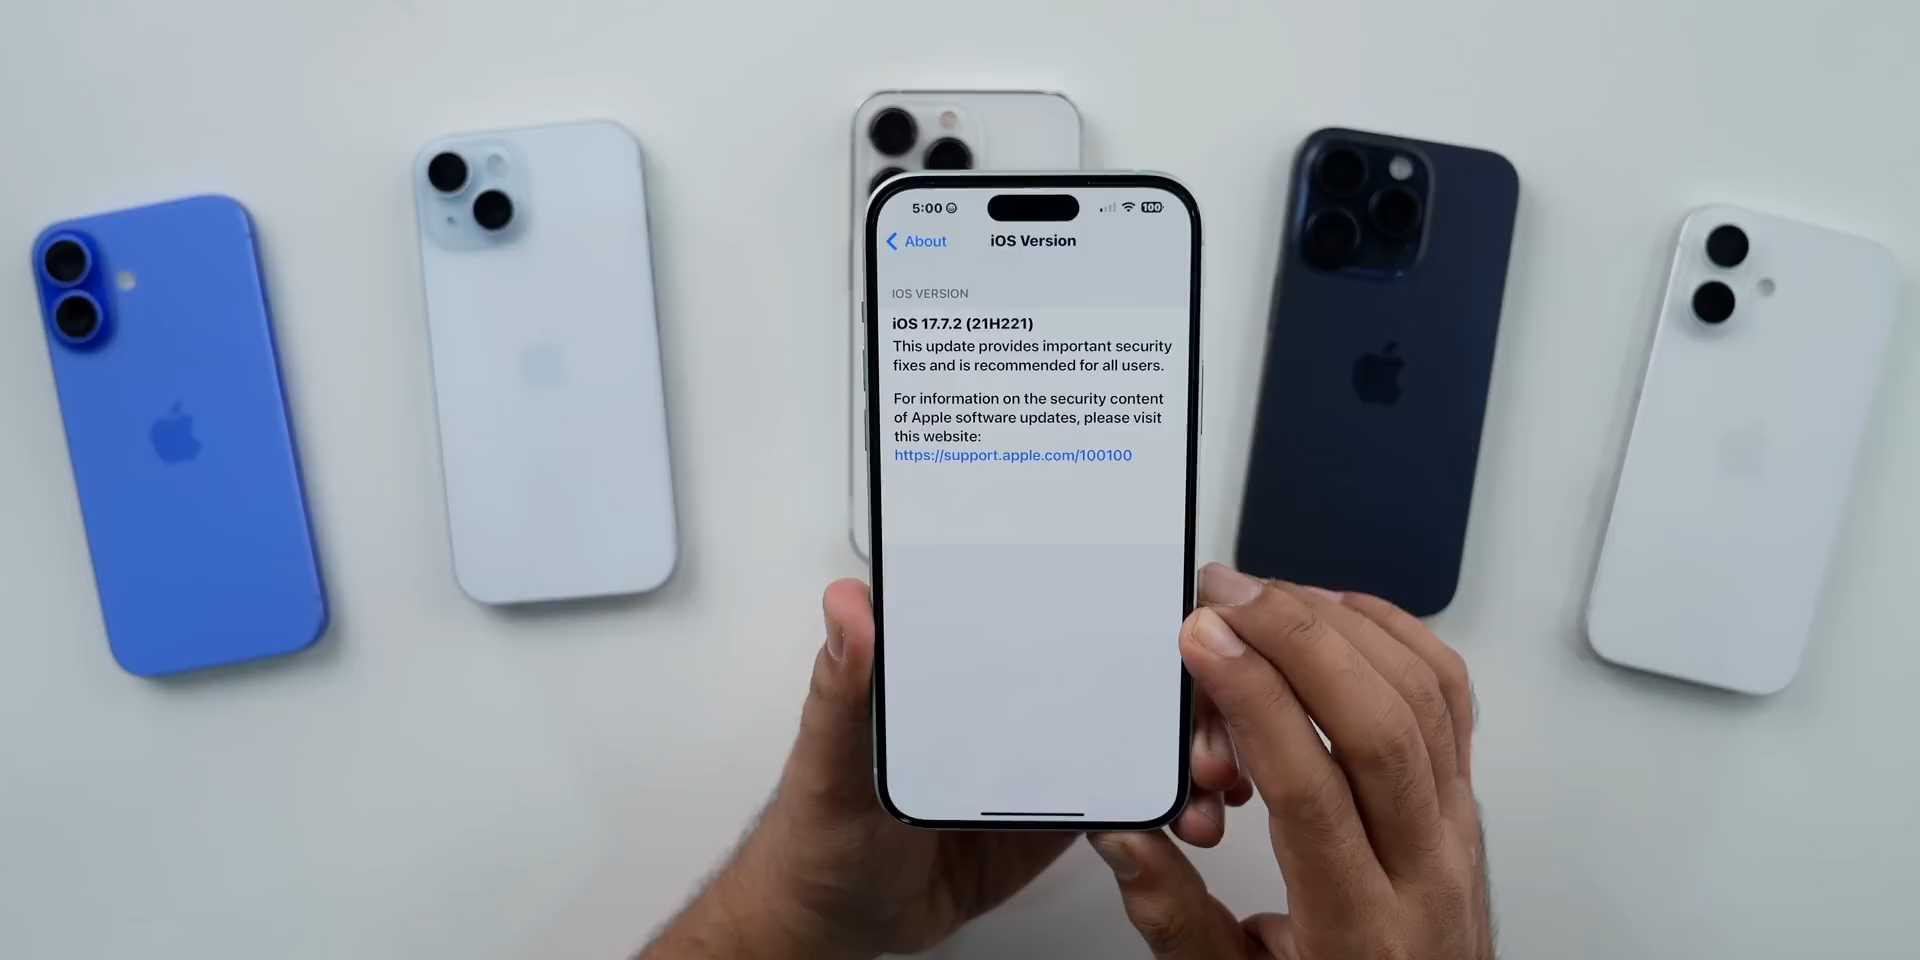 5:00
100
About
iOS Version
IOS VERSION
iOS 17.7.2 (21H221)
This update provides important security
fixes and is recommended for all users.
For information on the security content
of Apple software updates, please visit
this website:
https://support.apple.com/100100